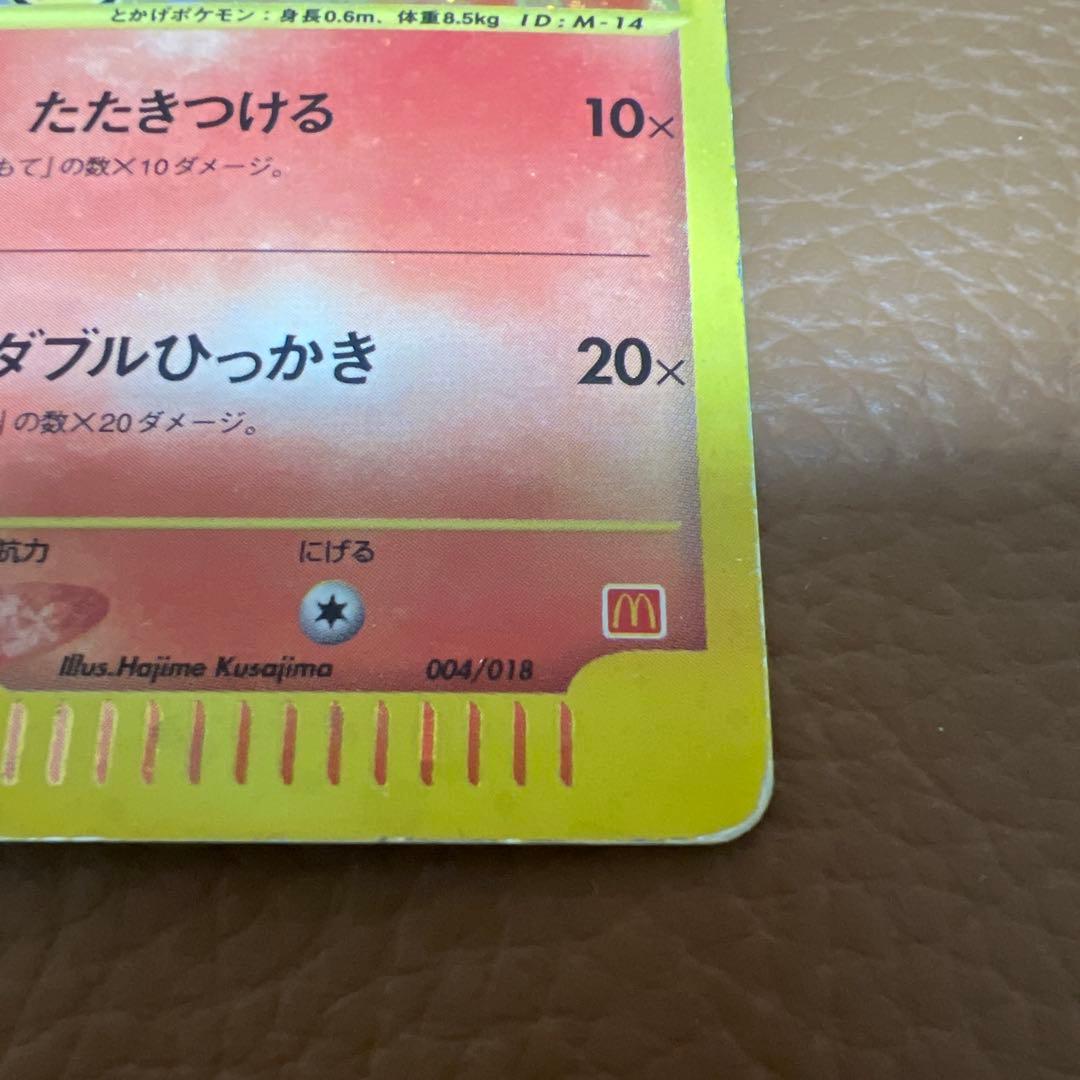 とかげポケモン：身長0.6m、体重8.5kg ID:M-14
たたきつける 10×
もて」の数×10ダメージ。
ダブルひっかき 20×
」の数×20ダメージ。
抗力 にげる
M
Illus.Hajime Kusajima 004/018